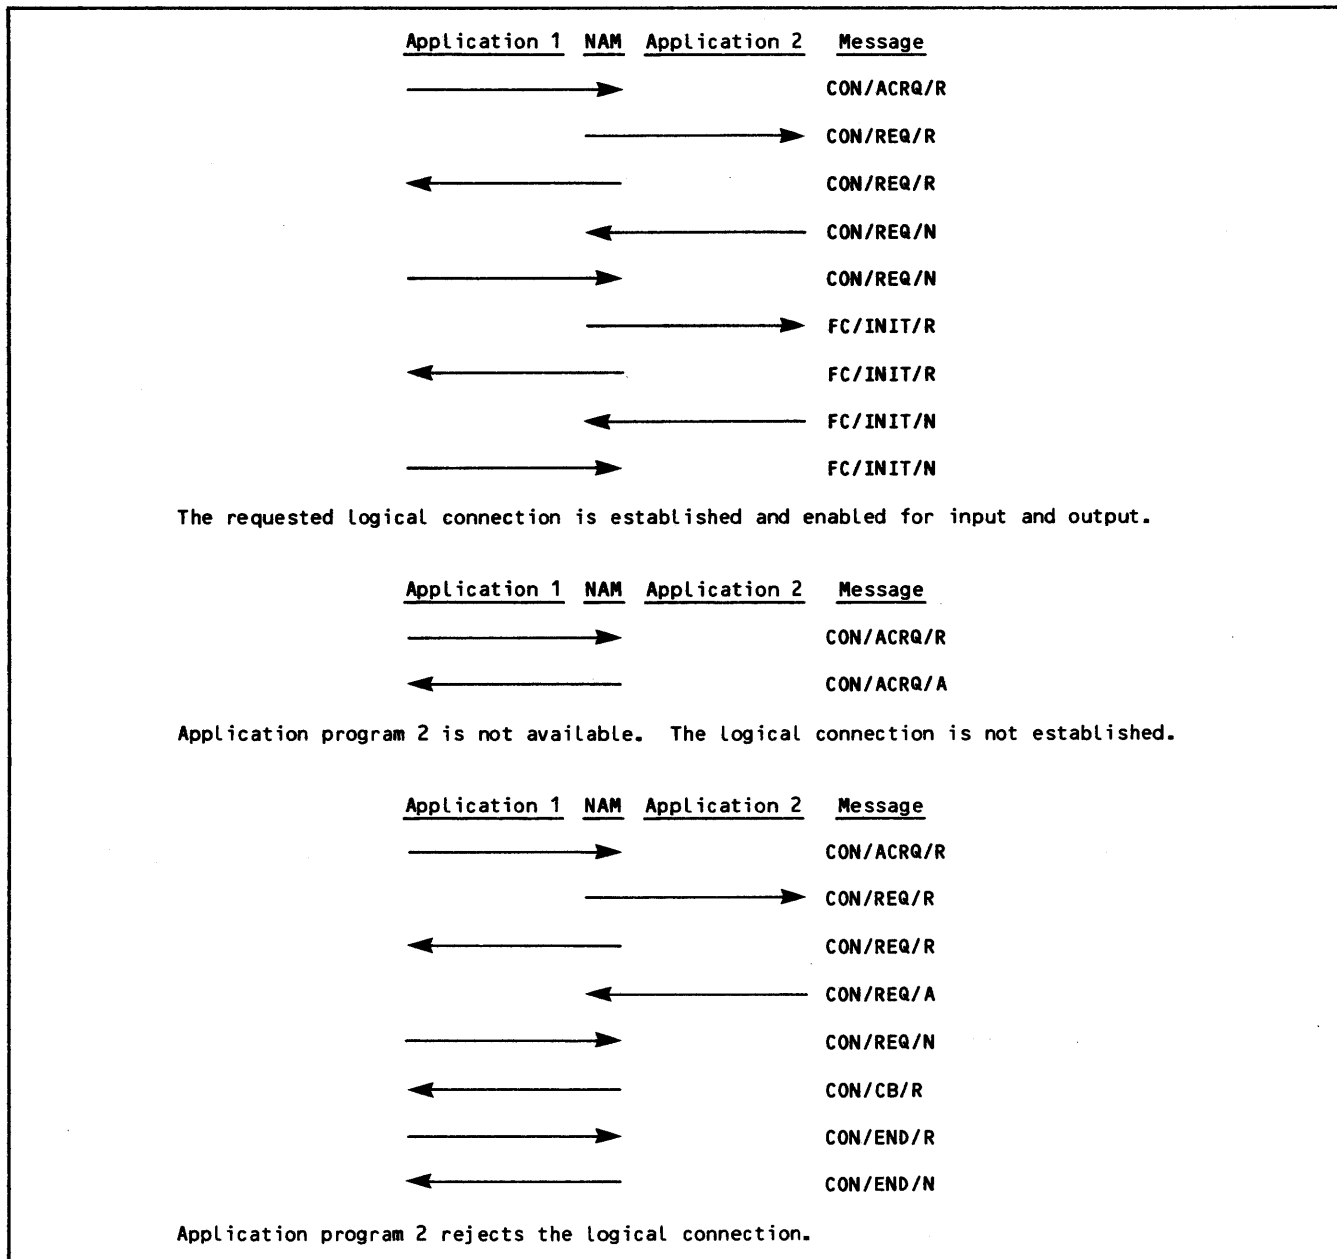 Application 1 NAM Application 2 Message
CON/ACRQ/R
CON/REQ/R
CON/REQ/R
CON/REQ/N
CON/REQ/N
FC/INIT/R
FC/INIT/R
FC/INIT/N
FC/INIT/N
The requested logical connection is established and enabled for input and output.
Application 1 NAM Application 2 Message
CON/ACRQ/R
CON/ACRQ/A
Application program 2 is not available. The logical connection is not established.
Application 1 NAM Application 2 Message
CON/ACRQ/R
CON/REQ/R
CON/REQ/R
CON/REQ/A
CON/REQ/N
CON/CB/R
CON/END/R
CON/END/N
Application program 2 rejects the logical connection.